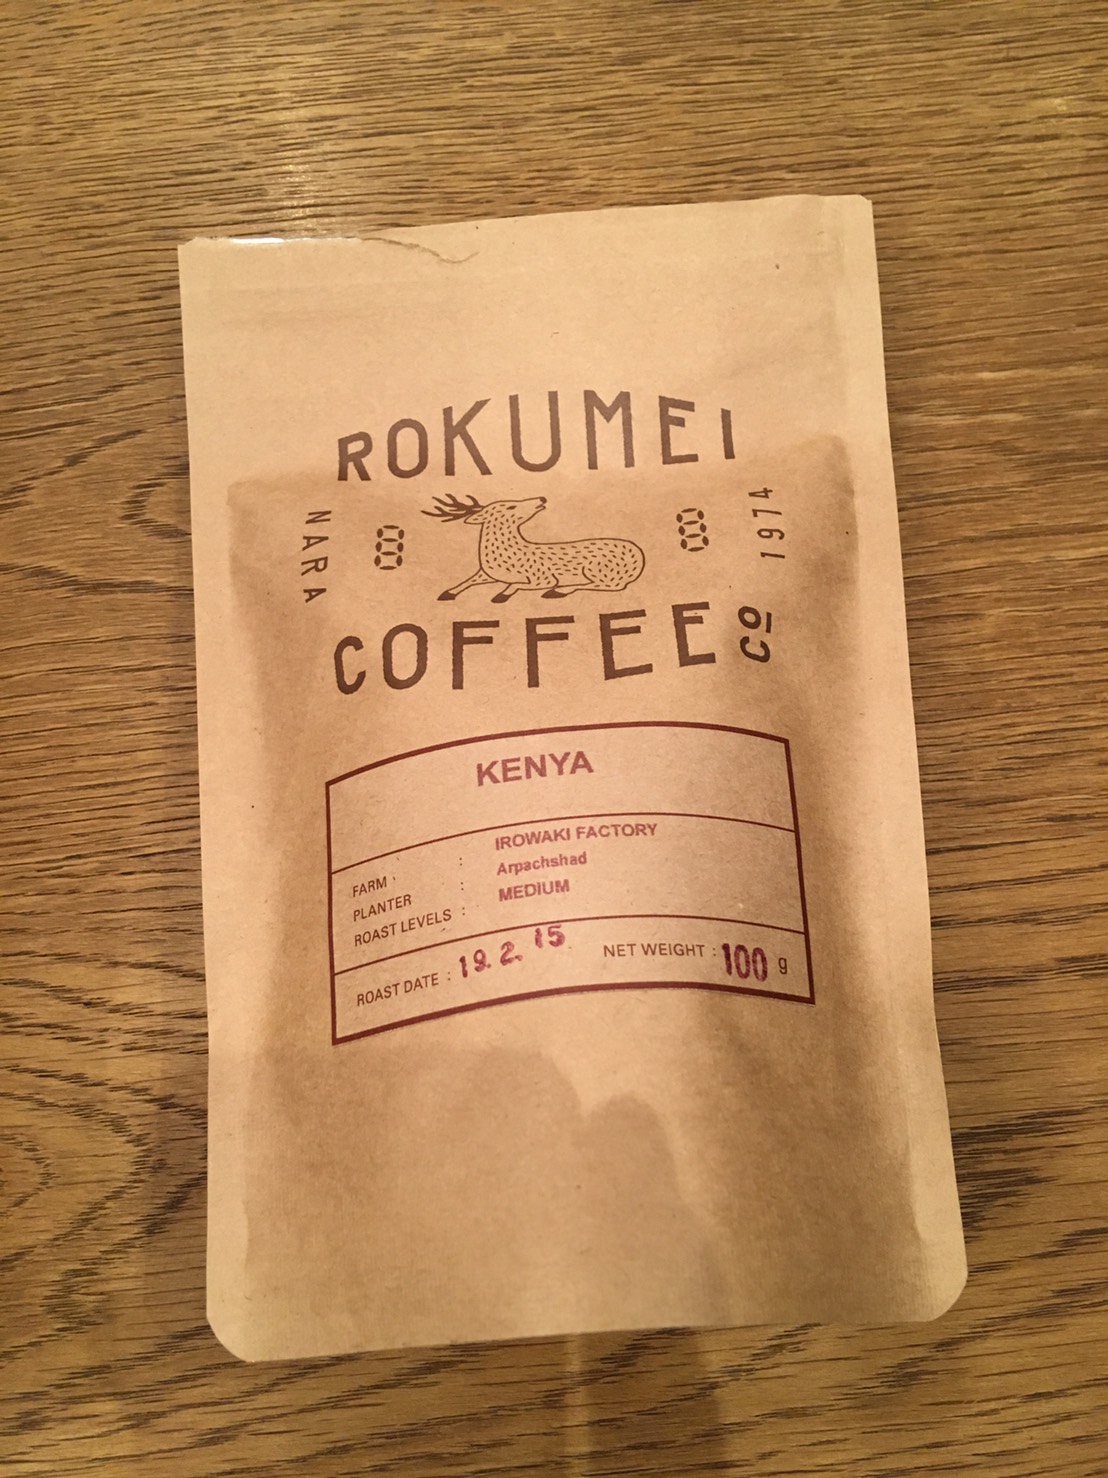 ROKUMEI
NARA
1974
COFFEE Co
KENYA
FARM : IROWAKI FACTORY
PLANTER : Arpachshad
ROAST LEVELS : MEDIUM
ROAST DATE : 19. 2. 15
NET WEIGHT : 100 g